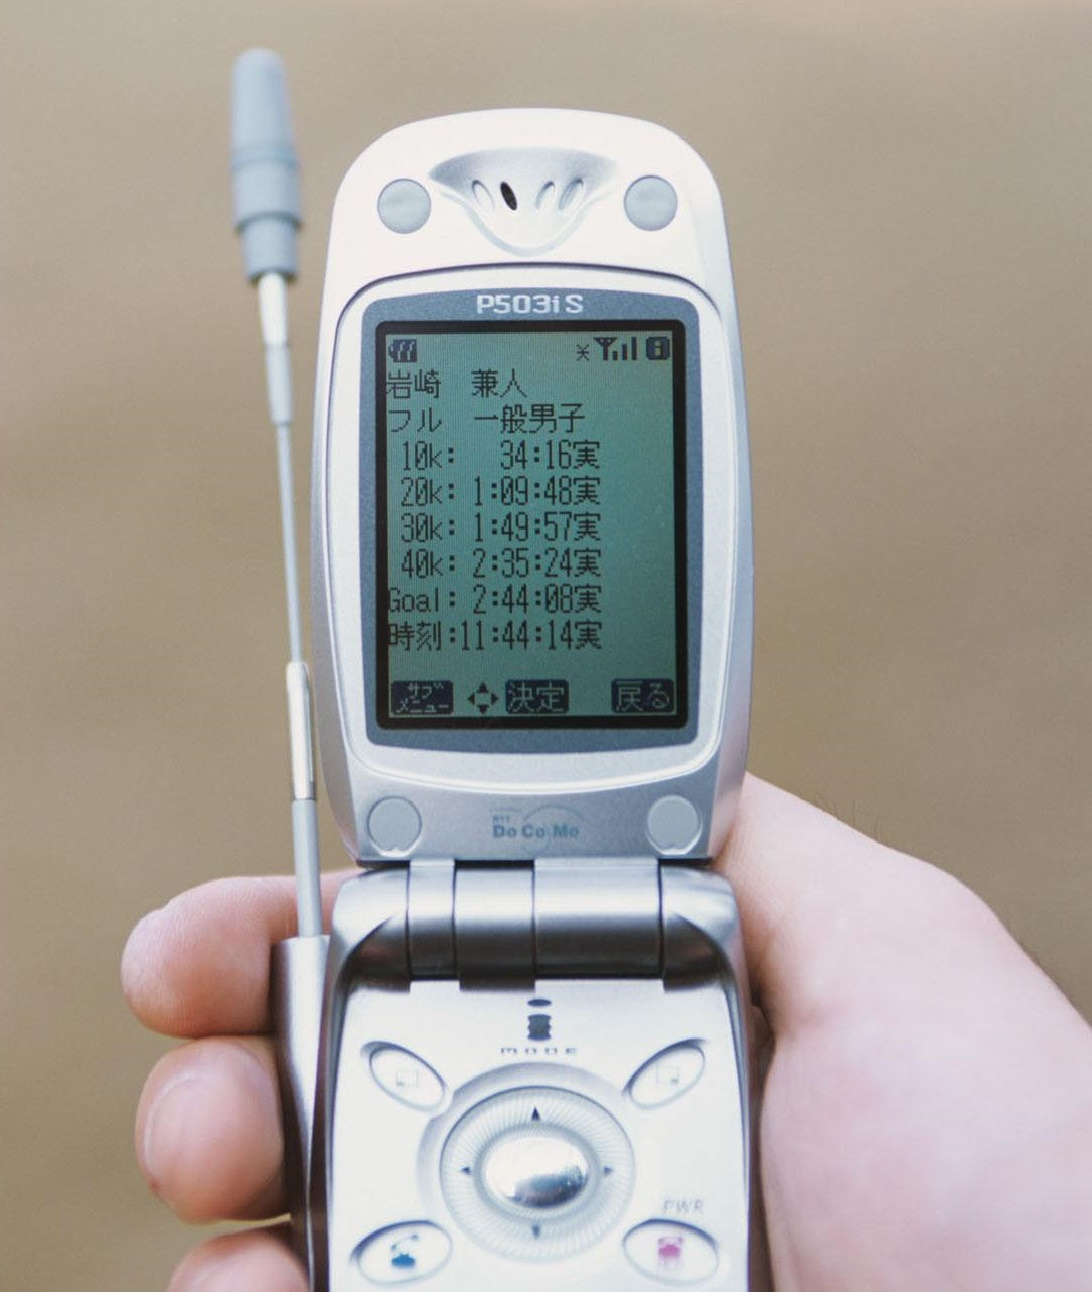 P503iS
岩崎　兼人
フル　一般男子
10k:　34:16実
20k: 1:09:48実
30k: 1:49:57実
40k: 2:35:24実
Goal: 2:44:08実
時刻:11:44:14実
サブメニュー 決定 戻る
NTT DoCoMo
i MODE
PWR